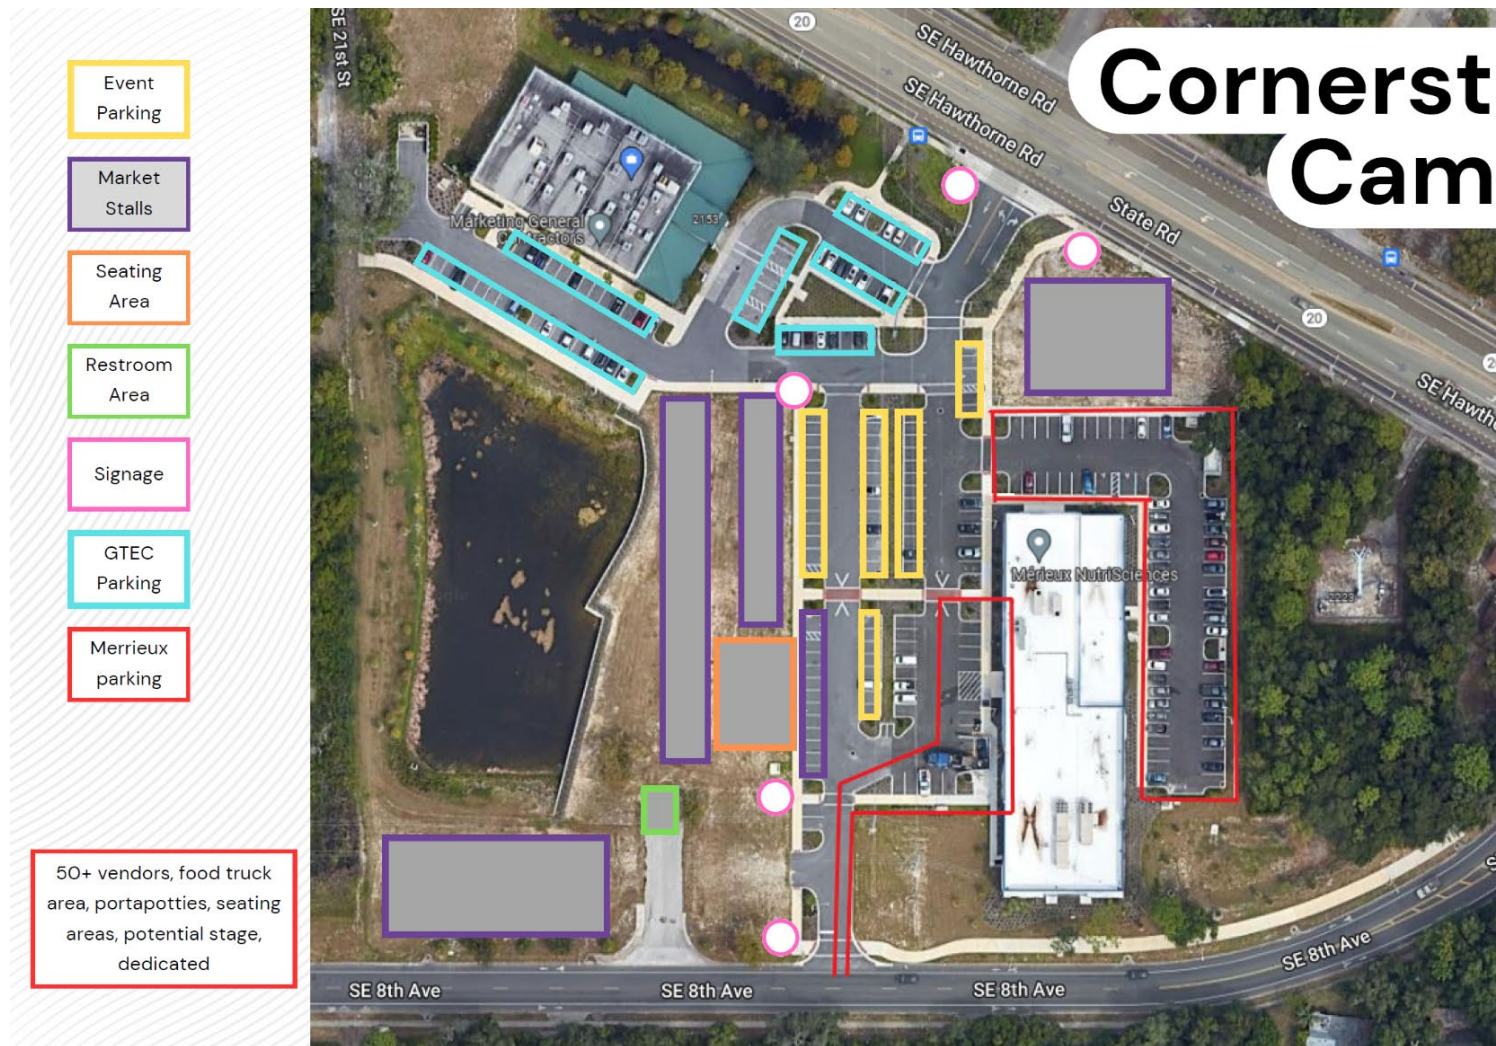 Event
Parking
Market
Stalls
Seating
Area
Restroom
Area
Signage
GTEC
Parking
Merrieux
parking
50+ vendors, food truck
area, portapotties, seating
areas, potential stage,
dedicated
Cornerst
Cam
SE 21st St
20
SE Hawthorne Rd
SE Hawthorne Rd
State Rd
20
2
SE Hawtho
Marketing General
Contractors
2153
Mérieux NutriSciences
2223
SE 8th Ave
SE 8th Ave
SE 8th Ave
SE 8th Ave